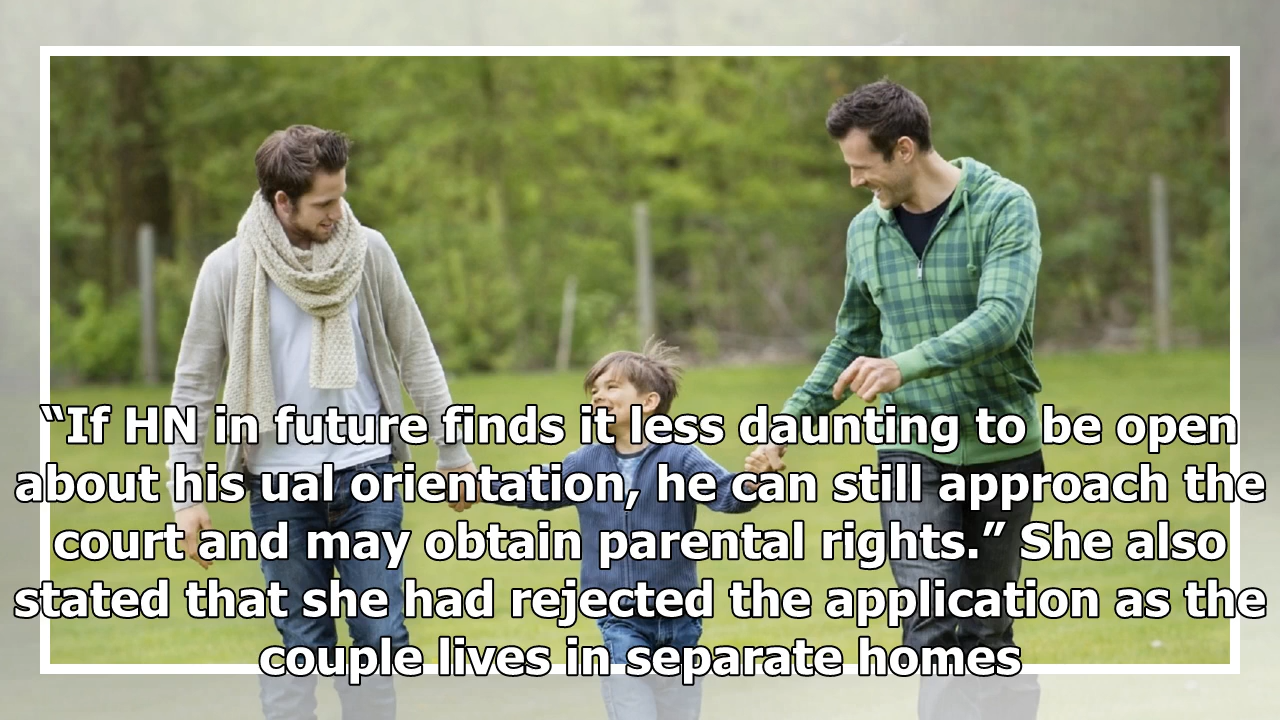 “If HN in future finds it less daunting to be open
about his ual orientation, he can still approach the
court and may obtain parental rights.” She also
stated that she had rejected the application as the
couple lives in separate homes